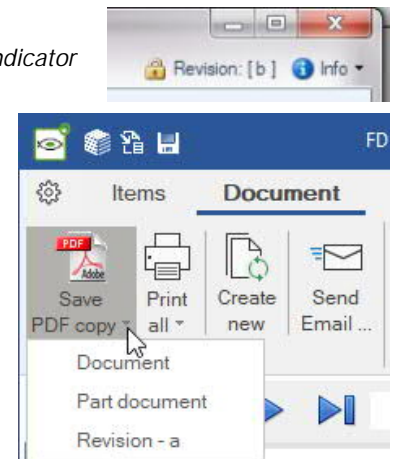 ndicator
Revision: [ b ] Info
FD
Items Document
PDF
Adobe
Save PDF copy
Print all
Create new
Send Email ...
Document
Part document
Revision - a